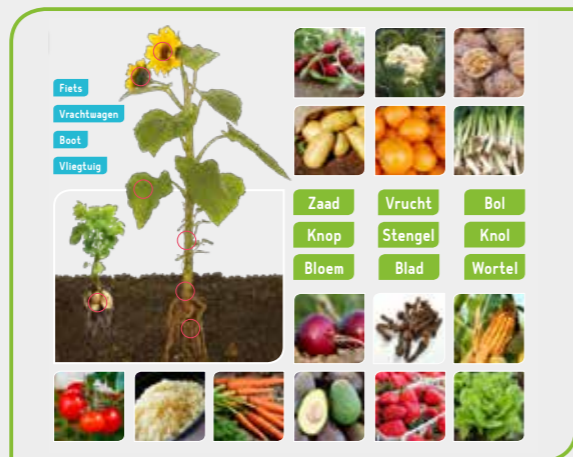 Fiets
Vrachtwagen
Boot
Vliegtuig
Zaad Vrucht Bol
Knop Stengel Knol
Bloem Blad Wortel